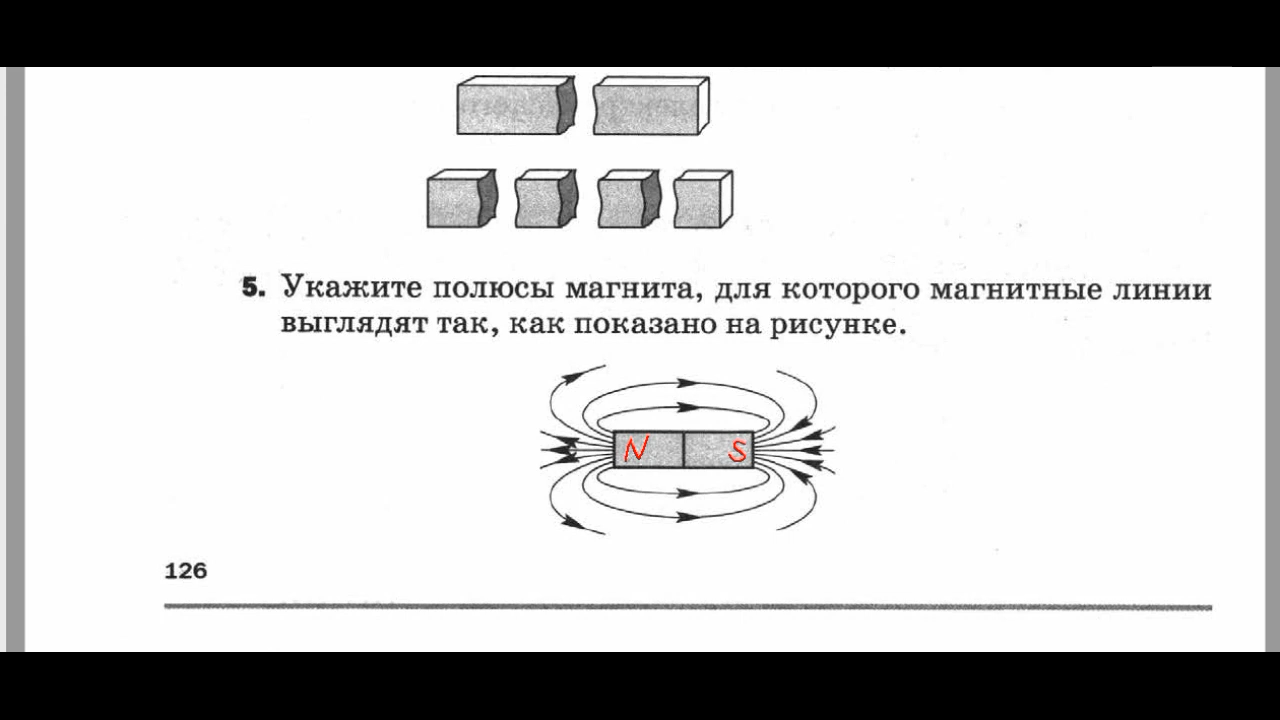 5. Укажите полюсы магнита, для которого магнитные линии
выглядят так, как показано на рисунке.
N S
126